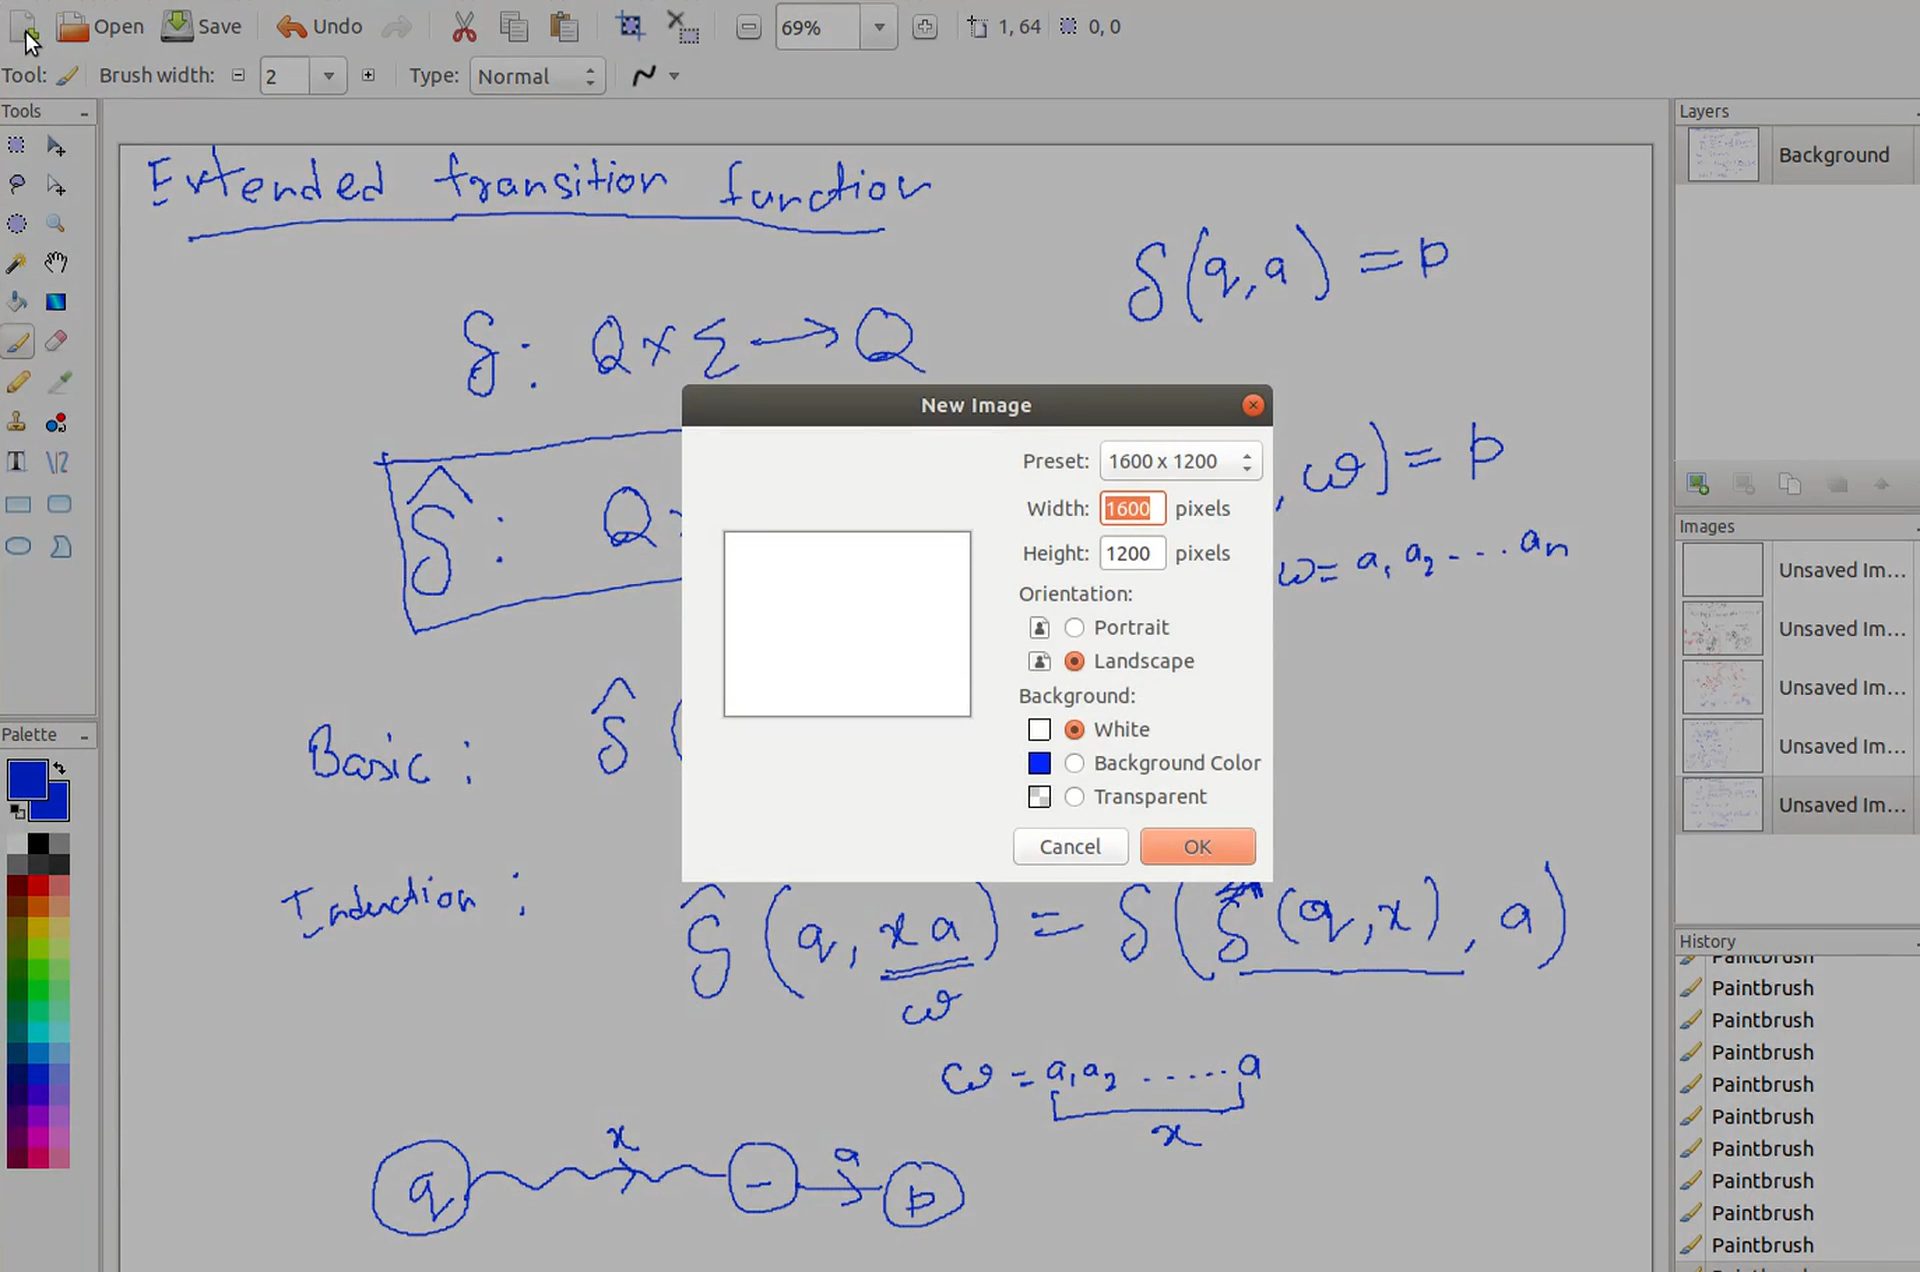 Open Save Undo 69% 1, 64 0, 0
Tool: Brush width: 2 Type: Normal
Tools
Layers
Background
Extended transition function
δ(q,a) = p
δ: Q × Σ → Q
New Image
Preset: 1600 x 1200
Width: 1600 pixels
Height: 1200 pixels
Orientation:
Portrait
Landscape
Background:
White
Background Color
Transparent
Cancel OK
δ̂: Q
, ω) = p
ω = a₁ a₂ - ... aₙ
Images
Unsaved Im...
Unsaved Im...
Unsaved Im...
Unsaved Im...
Unsaved Im...
Palette
Basic : δ̂ (
Induction : δ̂(q, xa) = δ(δ̂(q,x), a)
ω
ω = a₁a₂ ..... a
x
x
a
q
-
p
History
Paintbrush
Paintbrush
Paintbrush
Paintbrush
Paintbrush
Paintbrush
Paintbrush
Paintbrush
Paintbrush
Paintbrush